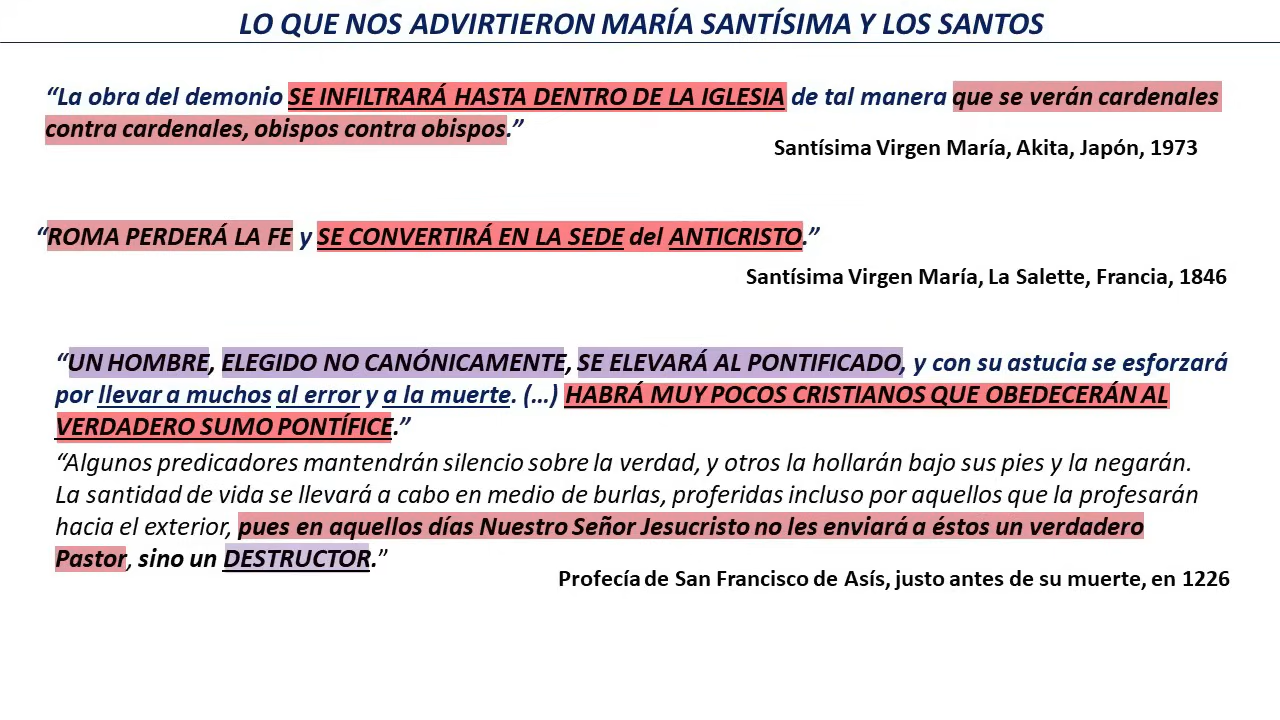 LO QUE NOS ADVIRTIERON MARÍA SANTÍSIMA Y LOS SANTOS
“La obra del demonio SE INFILTRARÁ HASTA DENTRO DE LA IGLESIA de tal manera que se verán cardenales
contra cardenales, obispos contra obispos.”
Santísima Virgen María, Akita, Japón, 1973
“ROMA PERDERÁ LA FE y SE CONVERTIRÁ EN LA SEDE del ANTICRISTO.”
Santísima Virgen María, La Salette, Francia, 1846
“UN HOMBRE, ELEGIDO NO CANÓNICAMENTE, SE ELEVARÁ AL PONTIFICADO, y con su astucia se esforzará
por llevar a muchos al error y a la muerte. (…) HABRÁ MUY POCOS CRISTIANOS QUE OBEDECERÁN AL
VERDADERO SUMO PONTÍFICE.”
“Algunos predicadores mantendrán silencio sobre la verdad, y otros la hollarán bajo sus pies y la negarán.
La santidad de vida se llevará a cabo en medio de burlas, proferidas incluso por aquellos que la profesarán
hacia el exterior, pues en aquellos días Nuestro Señor Jesucristo no les enviará a éstos un verdadero
Pastor, sino un DESTRUCTOR.”
Profecía de San Francisco de Asís, justo antes de su muerte, en 1226